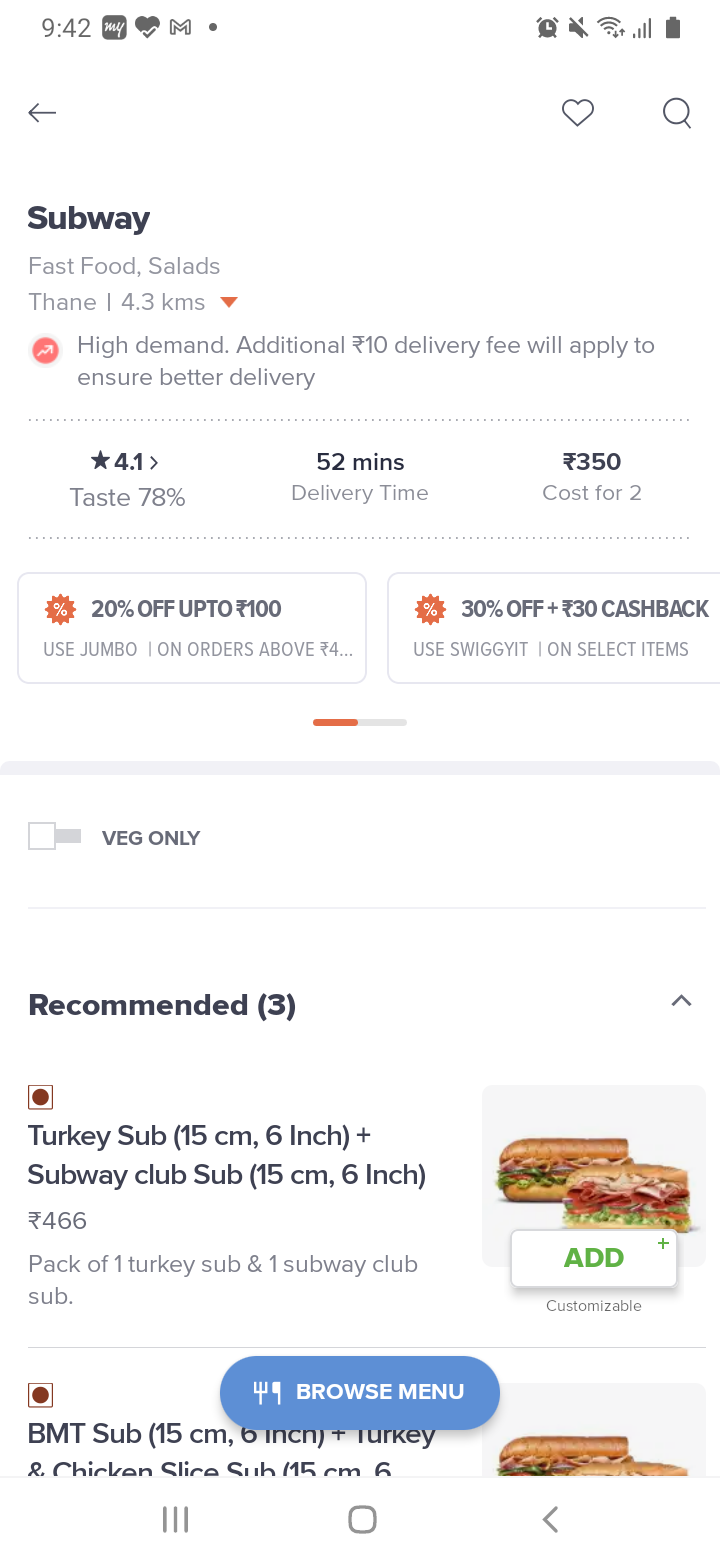 9:42
my
Subway
Fast Food, Salads
Thane | 4.3 kms
High demand. Additional ₹10 delivery fee will apply to
ensure better delivery
★ 4.1 >
52 mins
₹350
Taste 78%
Delivery Time
Cost for 2
20% OFF UPTO ₹100
USE JUMBO | ON ORDERS ABOVE ₹4...
30% OFF + ₹30 CASHBACK
USE SWIGGYIT | ON SELECT ITEMS
VEG ONLY
Recommended (3)
Turkey Sub (15 cm, 6 Inch) +
Subway club Sub (15 cm, 6 Inch)
₹466
Pack of 1 turkey sub & 1 subway club
sub.
ADD +
Customizable
BROWSE MENU
BMT Sub (15 cm, 6 Inch) + Turkey
& Chicken Slice Sub (15 cm, 6